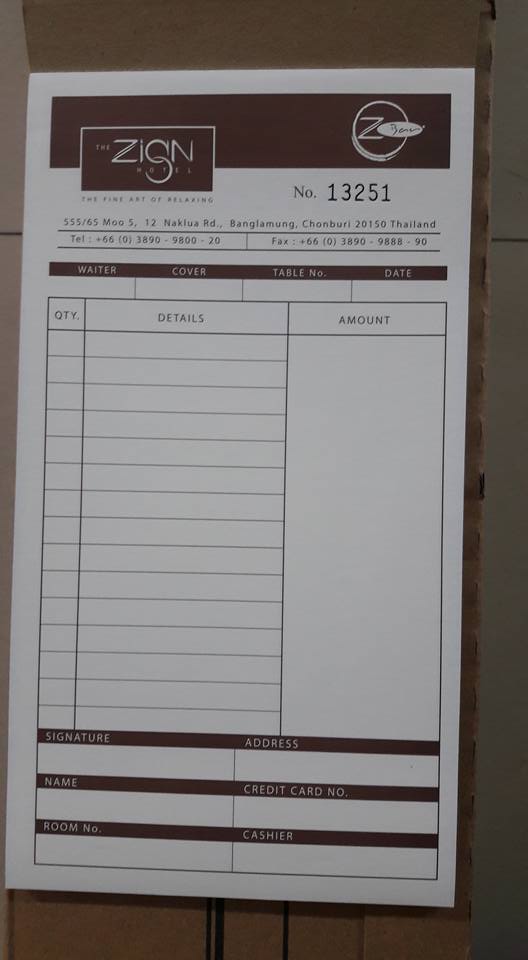 THE ZiGN
HOTEL
THE FINE ART OF RELAXING
Z Bar
No. 13251
555/65 Moo 5, 12 Naklua Rd., Banglamung, Chonburi 20150 Thailand
Tel : +66 (0) 3890 - 9800 - 20 Fax : +66 (0) 3890 - 9888 - 90
WAITER COVER TABLE No. DATE
QTY. DETAILS AMOUNT
SIGNATURE ADDRESS
NAME CREDIT CARD NO.
ROOM No. CASHIER